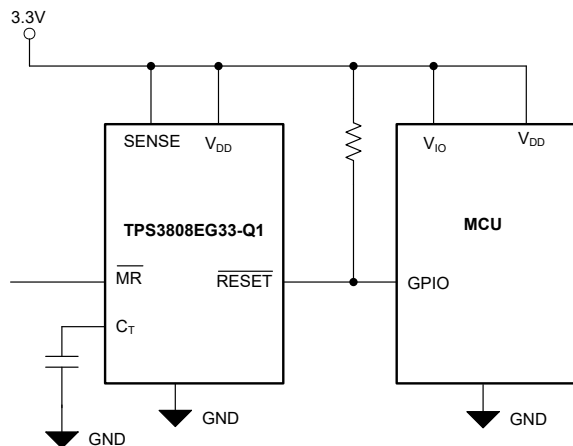 3.3V
SENSE
VDD
VIO
VDD
TPS3808EG33-Q1
MCU
MR
RESET
GPIO
CT
GND
GND
GND